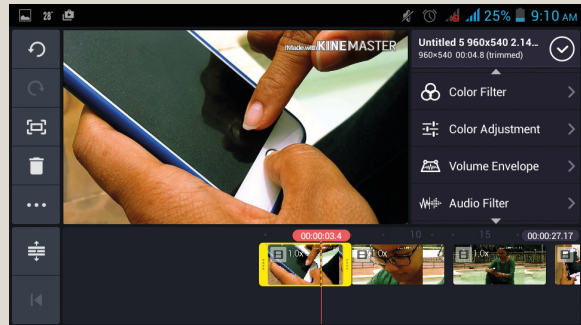 28°
25% 9:10 AM
Made with KINEMASTER
Untitled 5 960x540 2.14...
960×540 00:04.8 (trimmed)
Color Filter
Color Adjustment
Volume Envelope
Audio Filter
00:00:03.4
10
15
00:00:27.17
1.0x
1.0x
1.0x